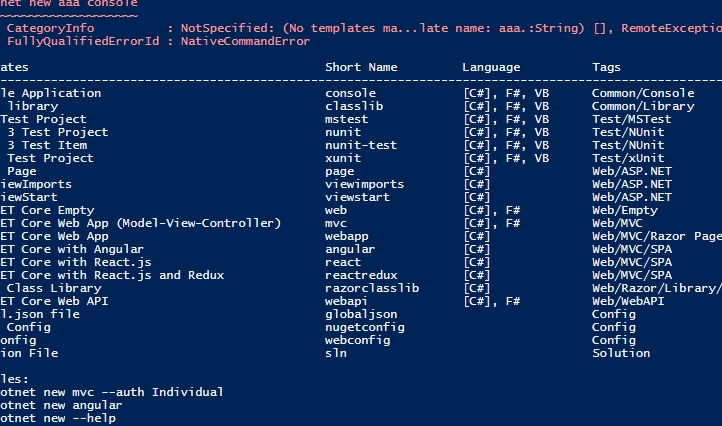 net new aaa console
~~~~~~~~~~~~~~~~~~~
CategoryInfo : NotSpecified: (No templates ma...late name: aaa.:String) [], RemoteExceptio
FullyQualifiedErrorId : NativeCommandError
ates Short Name Language Tags
----------------------------------------------------------------------------------------
le Application console [C#], F#, VB Common/Console
library classlib [C#], F#, VB Common/Library
Test Project mstest [C#], F#, VB Test/MSTest
3 Test Project nunit [C#], F#, VB Test/NUnit
3 Test Item nunit-test [C#], F#, VB Test/NUnit
Test Project xunit [C#], F#, VB Test/xUnit
Page page [C#] Web/ASP.NET
iewImports viewimports [C#] Web/ASP.NET
iewStart viewstart [C#] Web/ASP.NET
ET Core Empty web [C#], F# Web/Empty
ET Core Web App (Model-View-Controller) mvc [C#], F# Web/MVC
ET Core Web App webapp [C#] Web/MVC/Razor Page
ET Core with Angular angular [C#] Web/MVC/SPA
ET Core with React.js react [C#] Web/MVC/SPA
ET Core with React.js and Redux reactredux [C#] Web/MVC/SPA
Class Library razorclasslib [C#] Web/Razor/Library/
ET Core Web API webapi [C#], F# Web/WebAPI
l.json file globaljson Config
Config nugetconfig Config
onfig webconfig Config
ion File sln Solution
les:
otnet new mvc --auth Individual
otnet new angular
otnet new --help